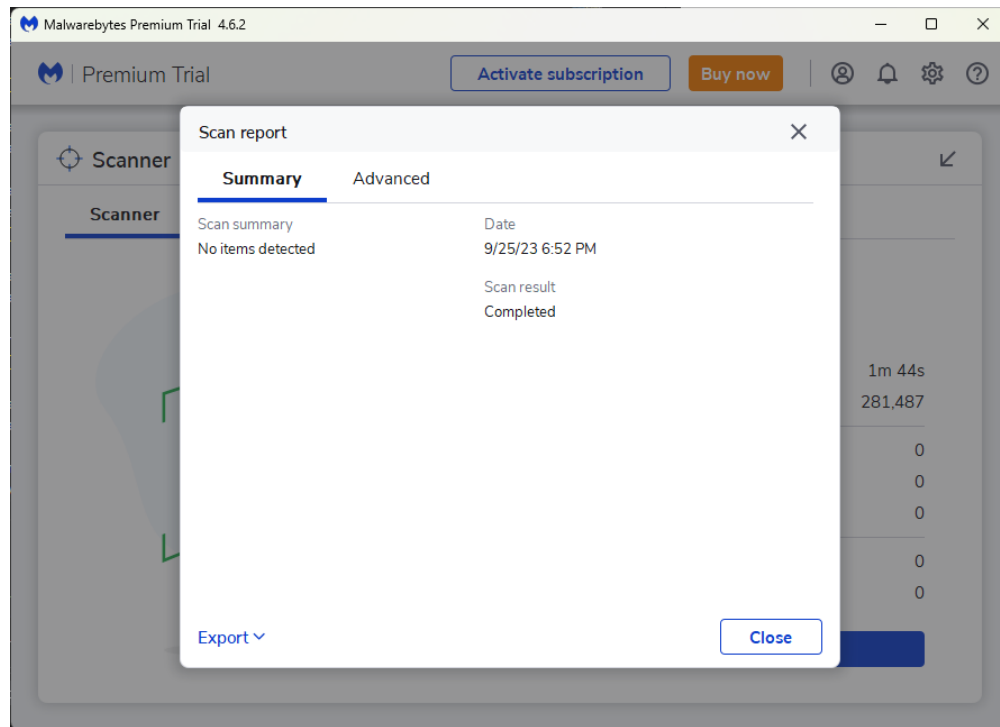 Malwarebytes Premium Trial 4.6.2
Premium Trial
Activate subscription
Buy now
Scanner
Scanner
Scan report
Summary
Advanced
Scan summary
No items detected
Date
9/25/23 6:52 PM
Scan result
Completed
1m 44s
281,487
0
0
0
0
0
Export
Close